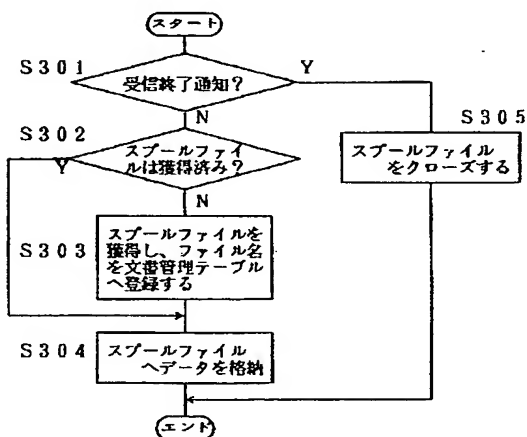 スタート
S301
受信終了通知？
Y
N
S302
スプールファイ
ルは獲得済み？
Y
N
S305
スプールファイル
をクローズする
S303
スプールファイルを
獲得し、ファイル名
を文書管理テーブル
へ登録する
S304
スプールファイル
へデータを格納
エンド